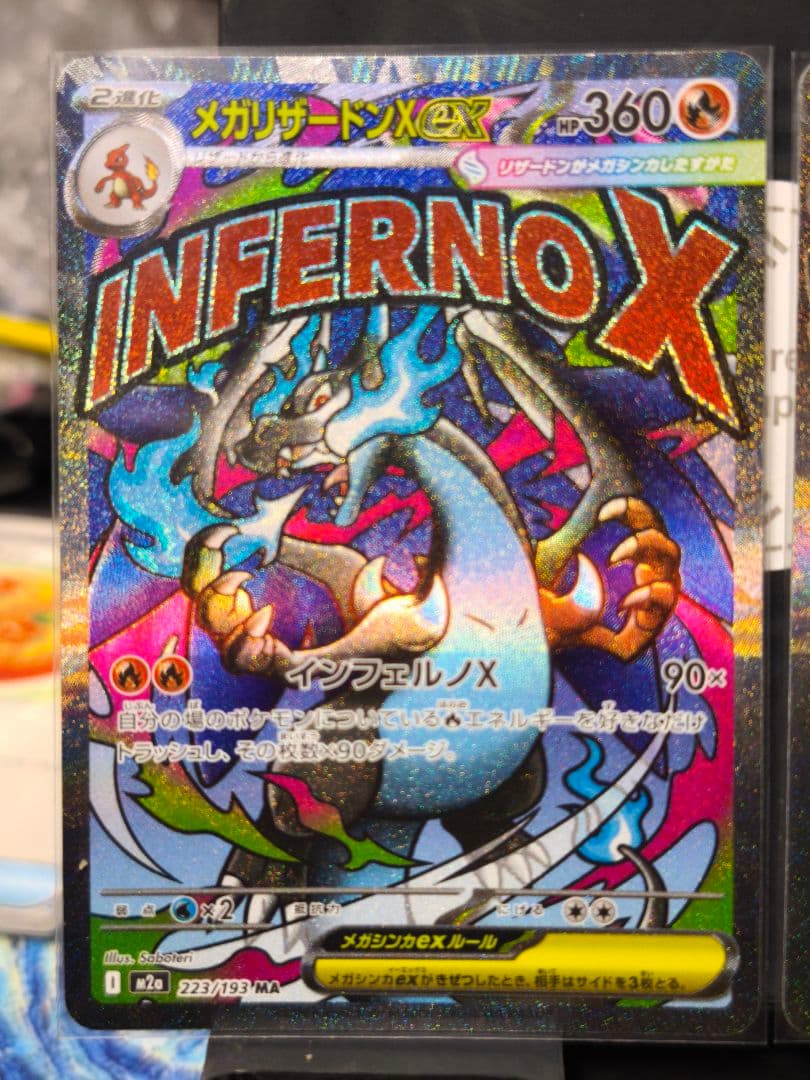 2進化
メガリザードンXex
HP360
リザードから進化
リザードンがメガシンカしたすがた
INFERNO X
インフェルノX 90×
自分の場のポケモンについている エネルギーを好きなだけ
トラッシュし、その枚数×90ダメージ。
弱点 ×2 抵抗力 にげる
メガシンカexルール
Illus. Saboteri
メガシンカexがきぜつしたとき、相手はサイドを3枚とる。
I m2a 223/193 MA